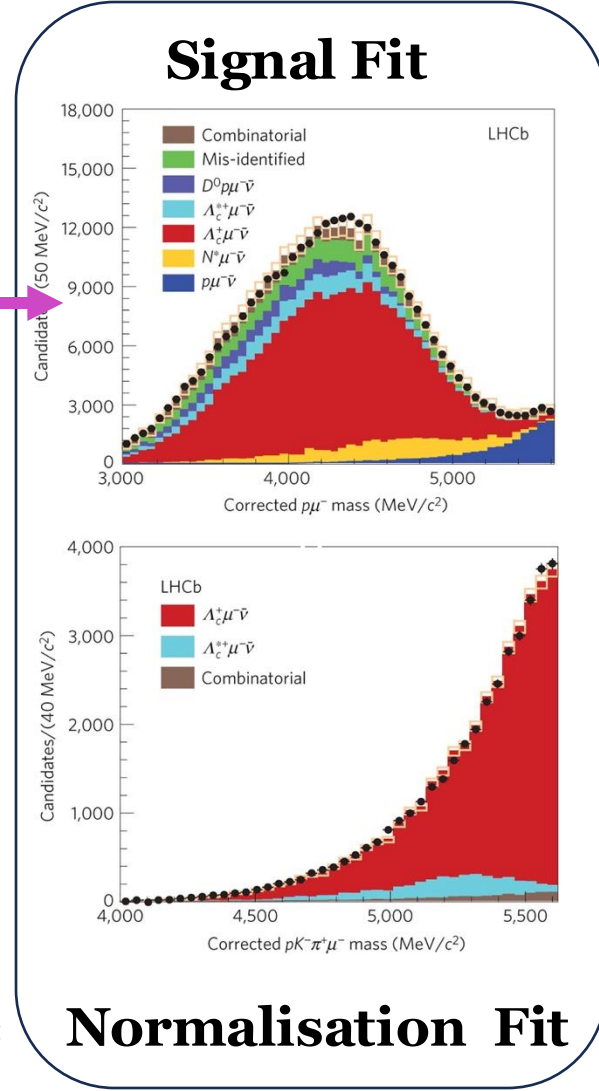 Signal Fit
18,000
15,000
12,000
9,000
6,000
3,000
0
Candidates/(50 MeV/c²)
Combinatorial
Mis-identified
D⁰pμ⁻ν̄
Λc*⁺μ⁻ν̄
Λc⁺μ⁻ν̄
N*μ⁻ν̄
pμ⁻ν̄
LHCb
3,000 4,000 5,000
Corrected pμ⁻ mass (MeV/c²)
4,000
3,000
2,000
1,000
0
Candidates/(40 MeV/c²)
LHCb
Λc⁺μ⁻ν̄
Λc*⁺μ⁻ν̄
Combinatorial
4,000 4,500 5,000 5,500
Corrected pK⁻π⁺μ⁻ mass (MeV/c²)
Normalisation Fit